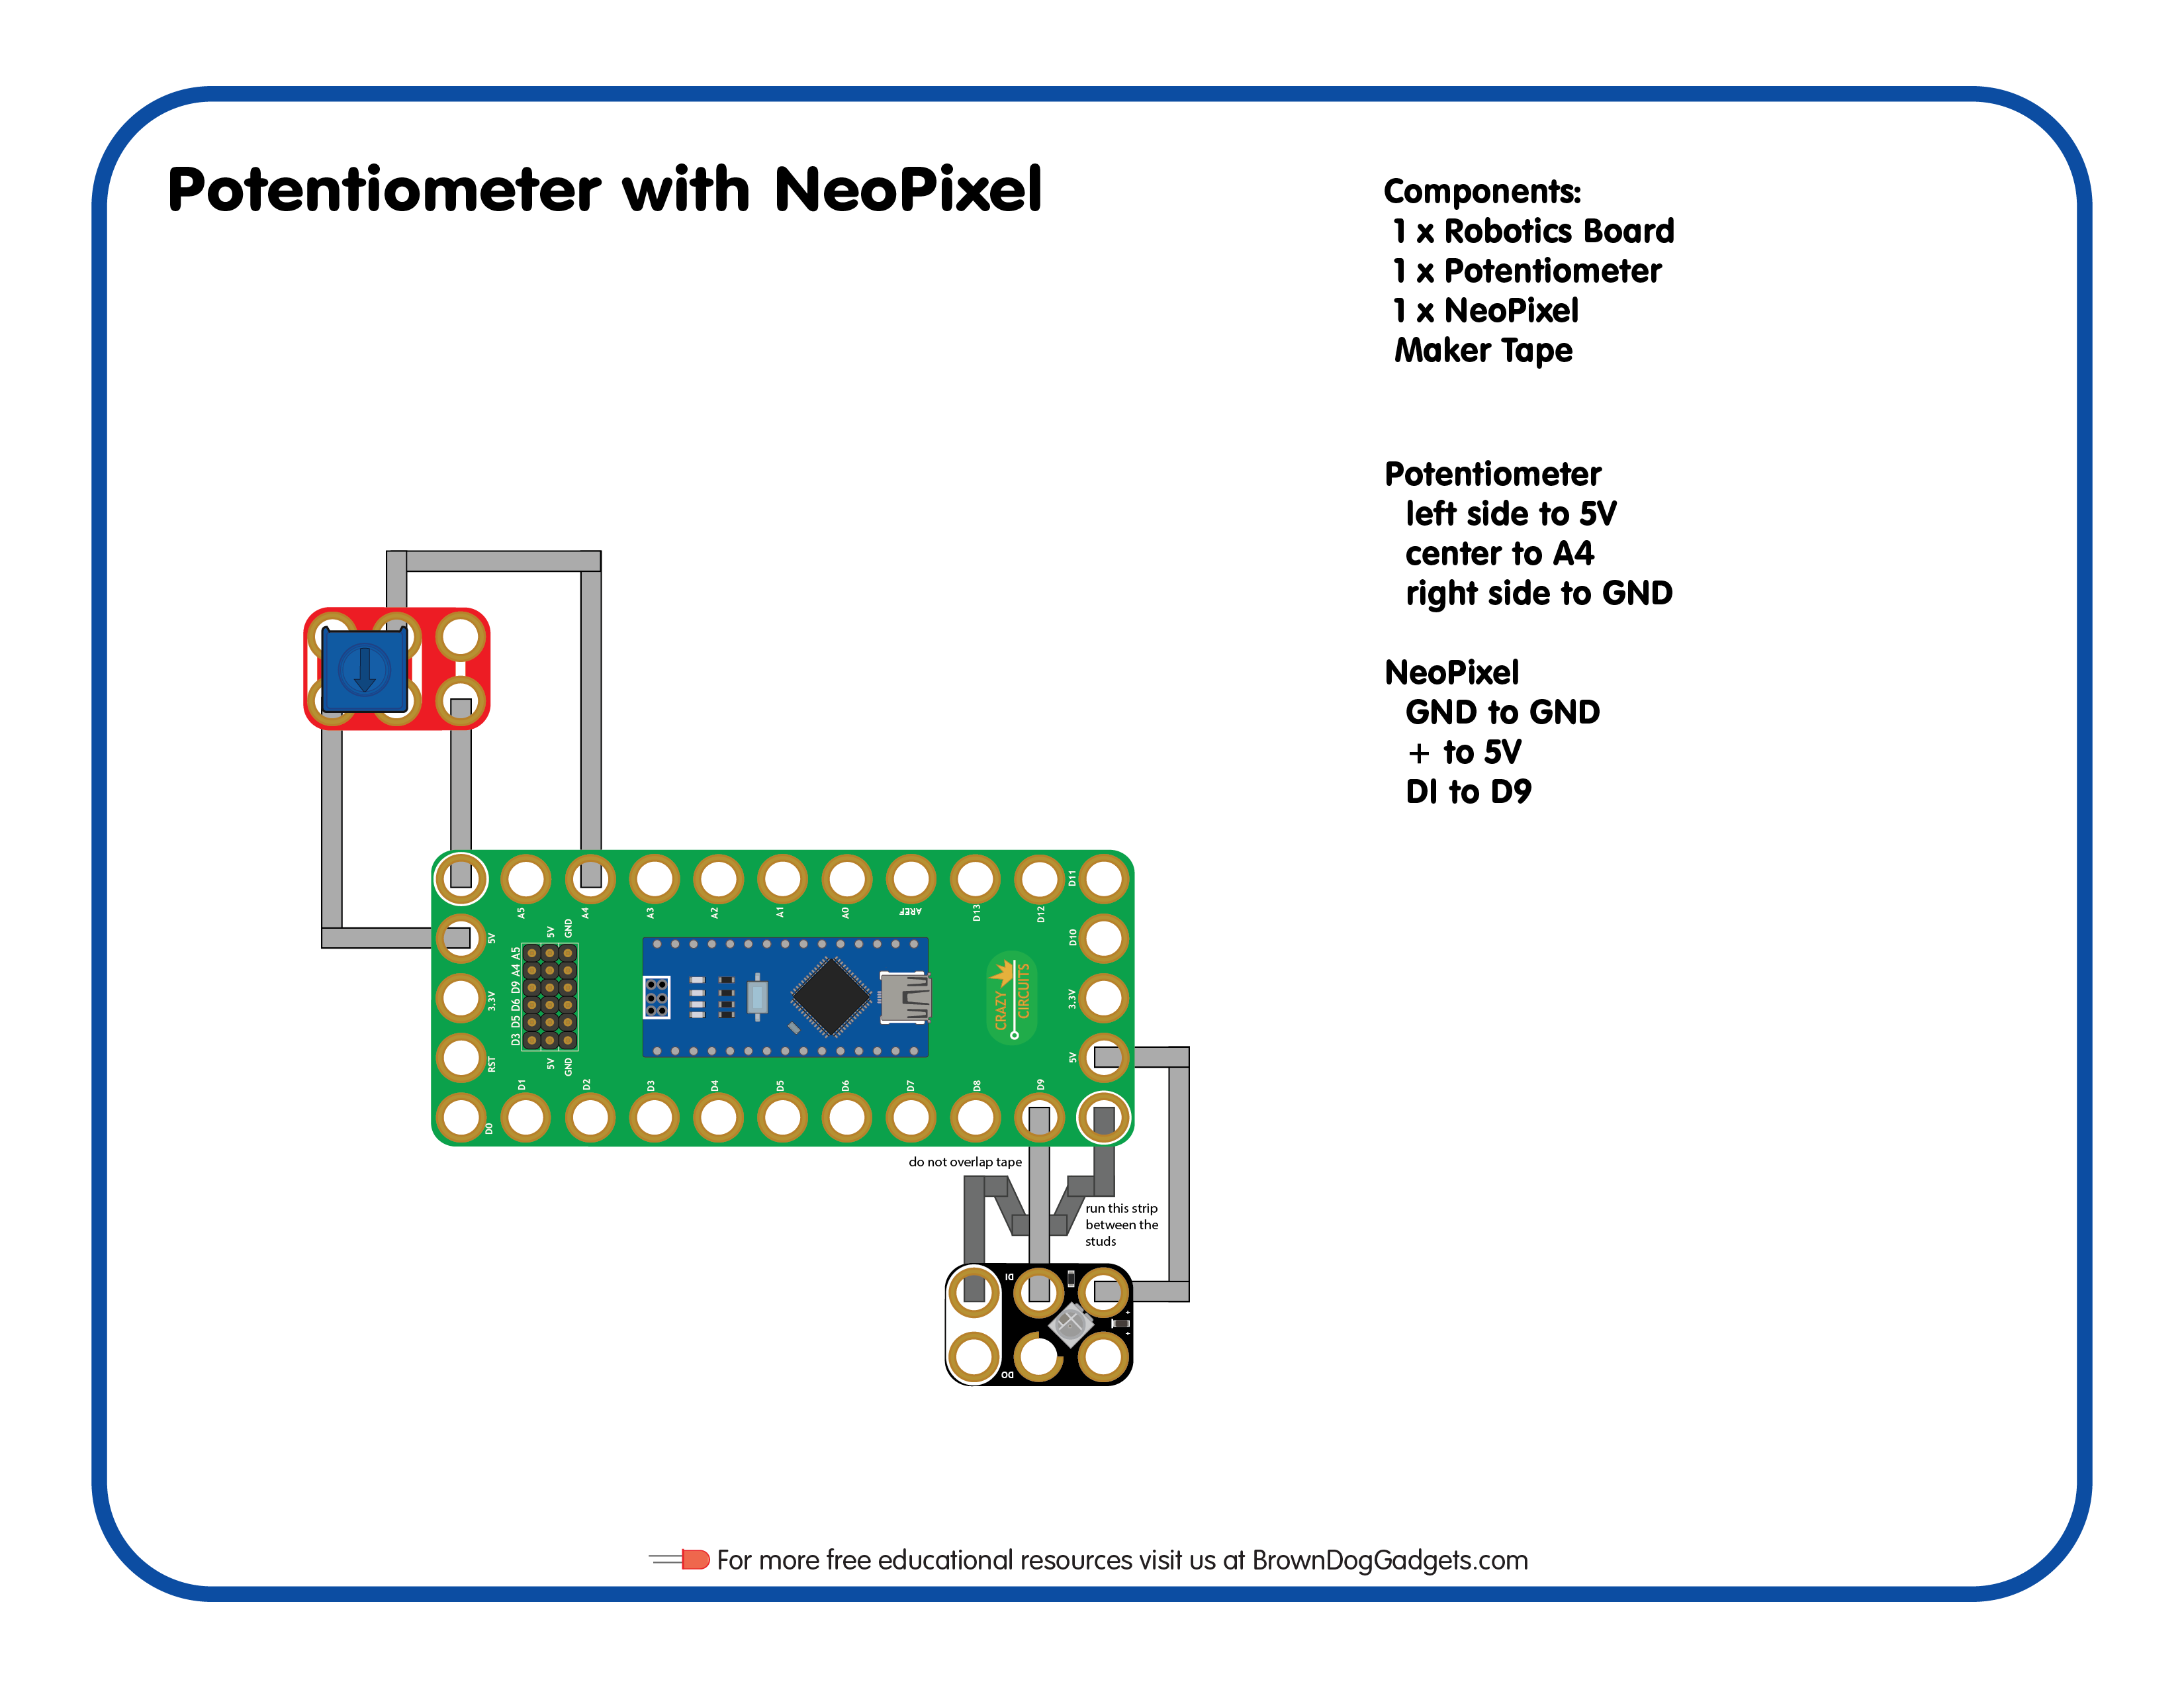 Potentiometer with NeoPixel
Components:
1 x Robotics Board
1 x Potentiometer
1 x NeoPixel
Maker Tape
Potentiometer
left side to 5V
center to A4
right side to GND
NeoPixel
GND to GND
+ to 5V
DI to D9
A5
A4
A3
A2
A1
A0
AREF
D13
D12
D11
5V
3.3V
RST
D0
5V
GND
A5
A4
D9
D6
D5
D3
5V
GND
CRAZY
CIRCUITS
D10
3.3V
5V
D1
D2
D3
D4
D5
D6
D7
D8
D9
do not overlap tape
run this strip
between the
studs
DI
+
+
DO
For more free educational resources visit us at BrownDogGadgets.com